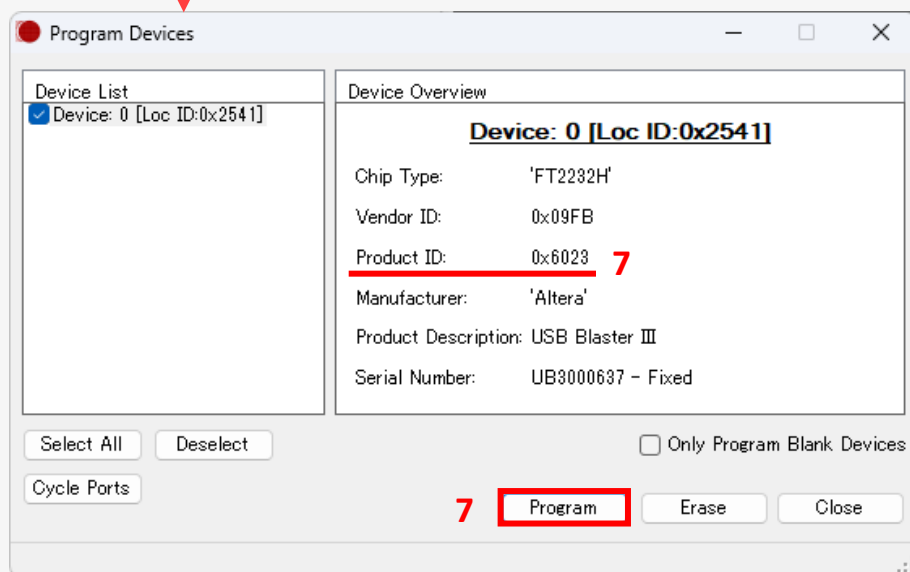 Program Devices
Device List
Device: 0 [Loc ID:0x2541]
Device Overview
Device: 0 [Loc ID:0x2541]
Chip Type: 'FT2232H'
Vendor ID: 0x09FB
Product ID: 0x6023 7
Manufacturer: 'Altera'
Product Description: USB Blaster Ⅲ
Serial Number: UB3000637 - Fixed
Select All Deselect
Only Program Blank Devices
Cycle Ports
7 Program Erase Close